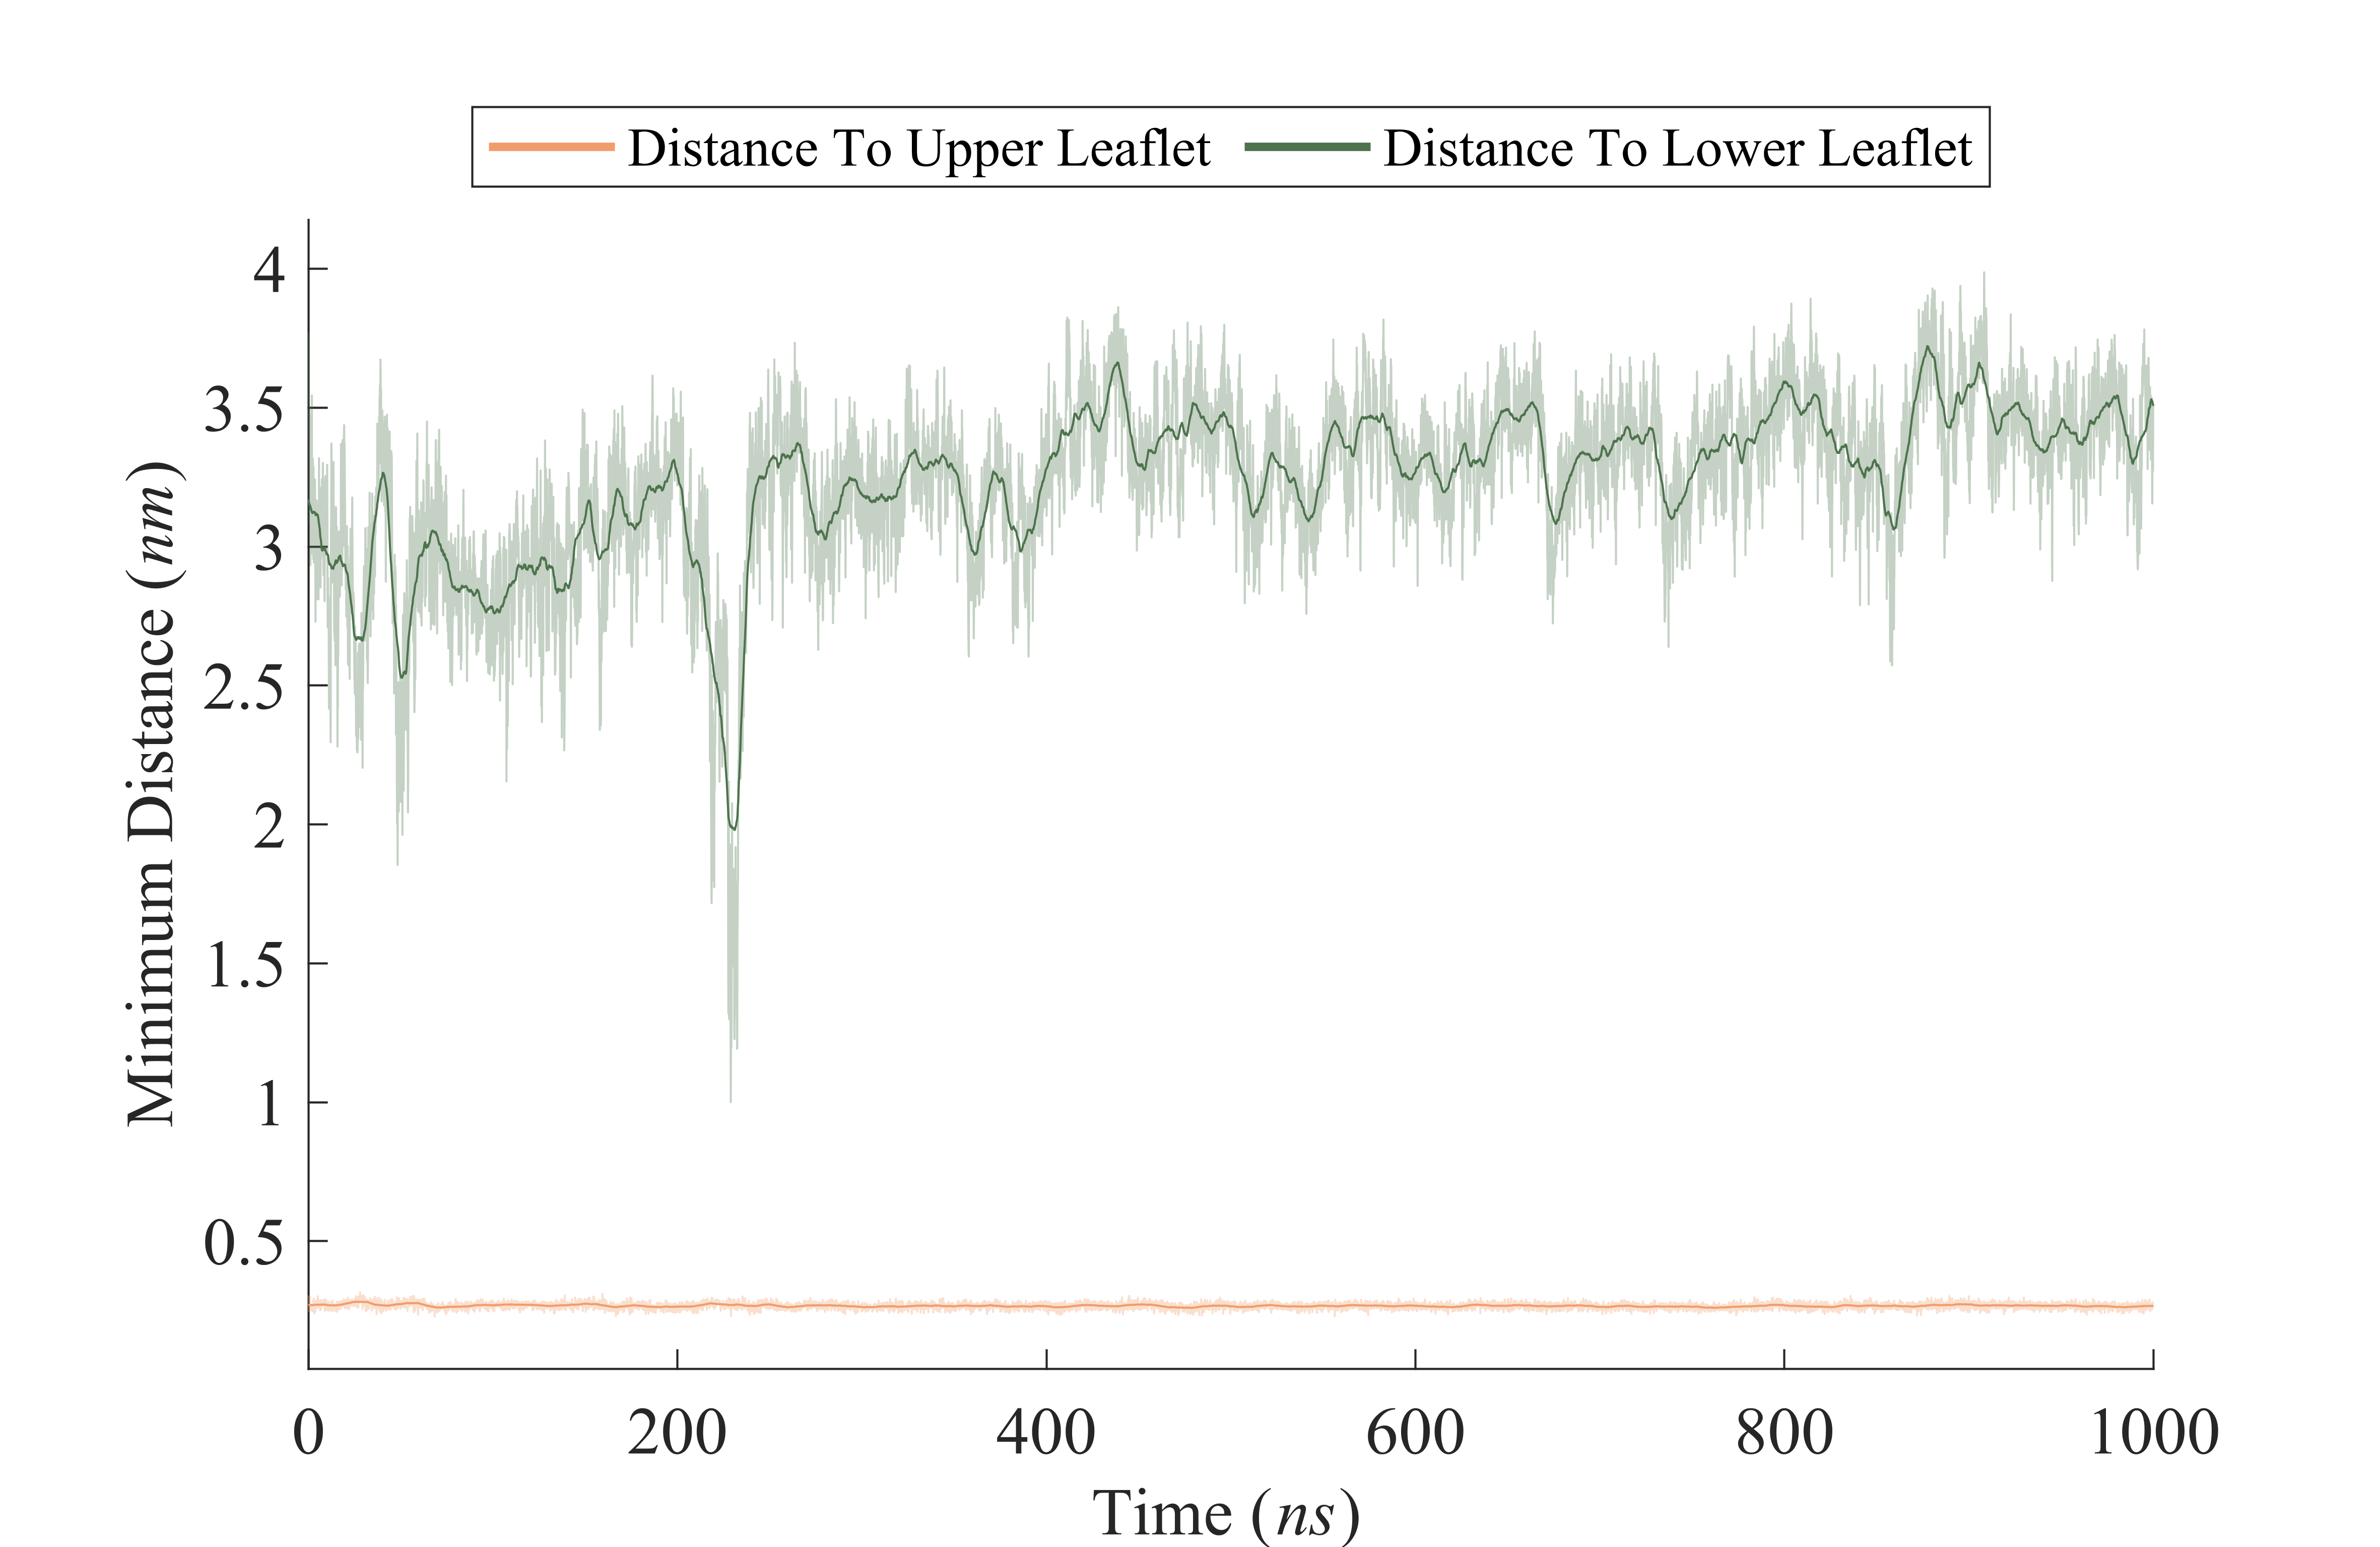 Distance To Upper Leaflet Distance To Lower Leaflet
4
3.5
3
2.5
2
1.5
1
0.5
Minimum Distance (nm)
0 200 400 600 800 1000
Time (ns)